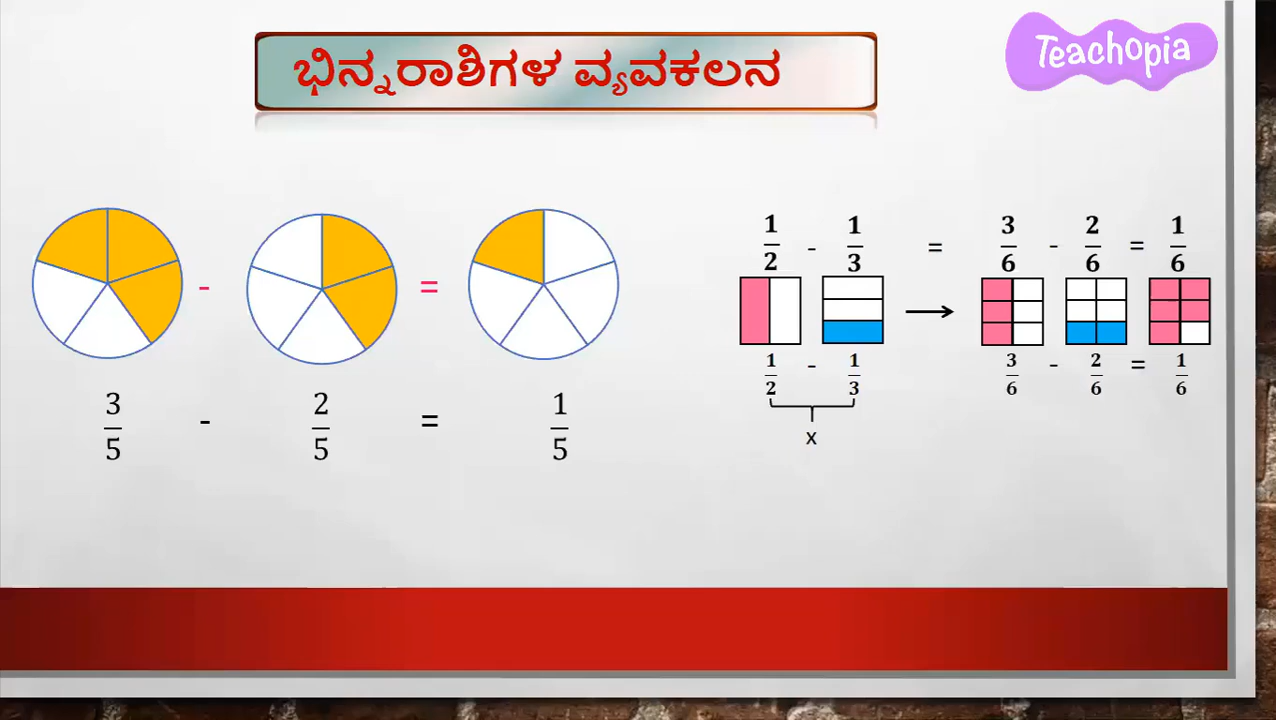 ಭಿನ್ನರಾಶಿಗಳ ವ್ಯವಕಲನ
Teachopia
3/5 - 2/5 = 1/5
1/2 - 1/3 = 3/6 - 2/6 = 1/6
- =
1/2 - 1/3
3/6 - 2/6 = 1/6
x